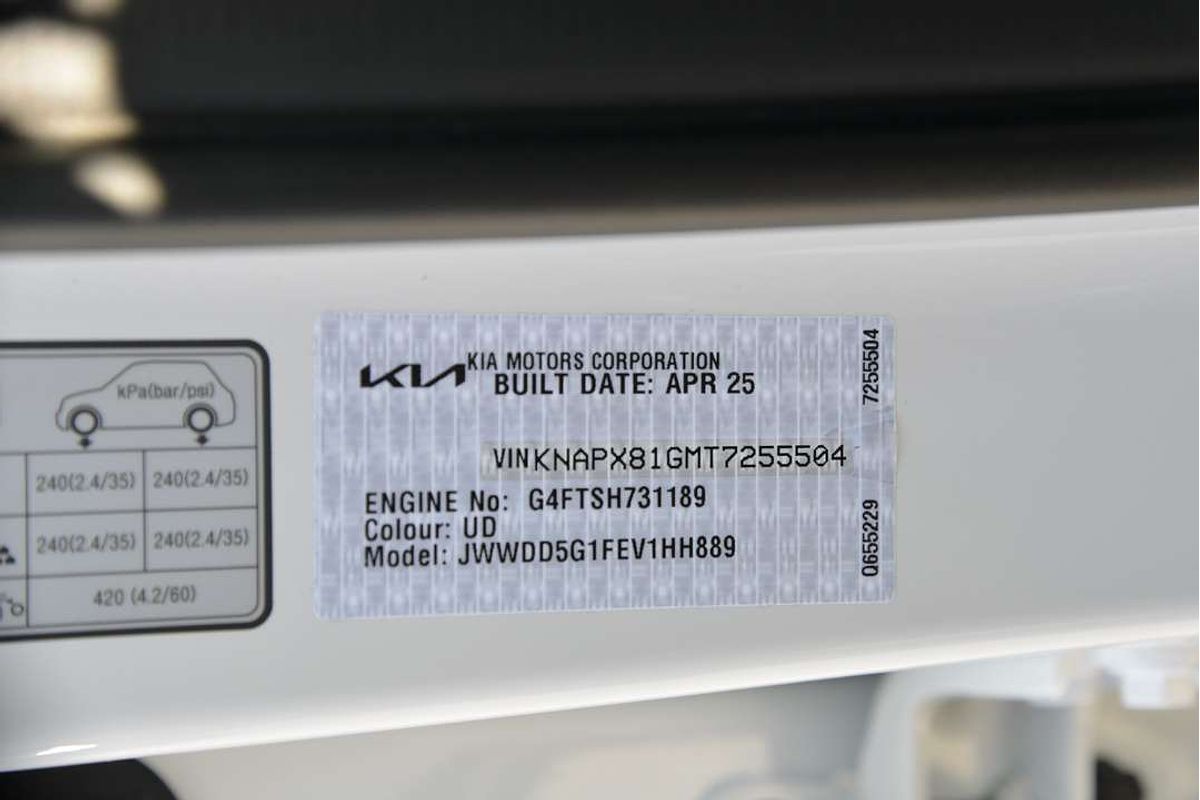 kPa(bar/psi)
240(2.4/35) 240(2.4/35)
240(2.4/35) 240(2.4/35)
420 (4.2/60)
KIA KIA MOTORS CORPORATION
BUILT DATE: APR 25
VIN KNAPX81GMT7255504
ENGINE No: G4FTSH731189
Colour: UD
Model: JWWDD5G1FEV1HH889
7255504
Q655229